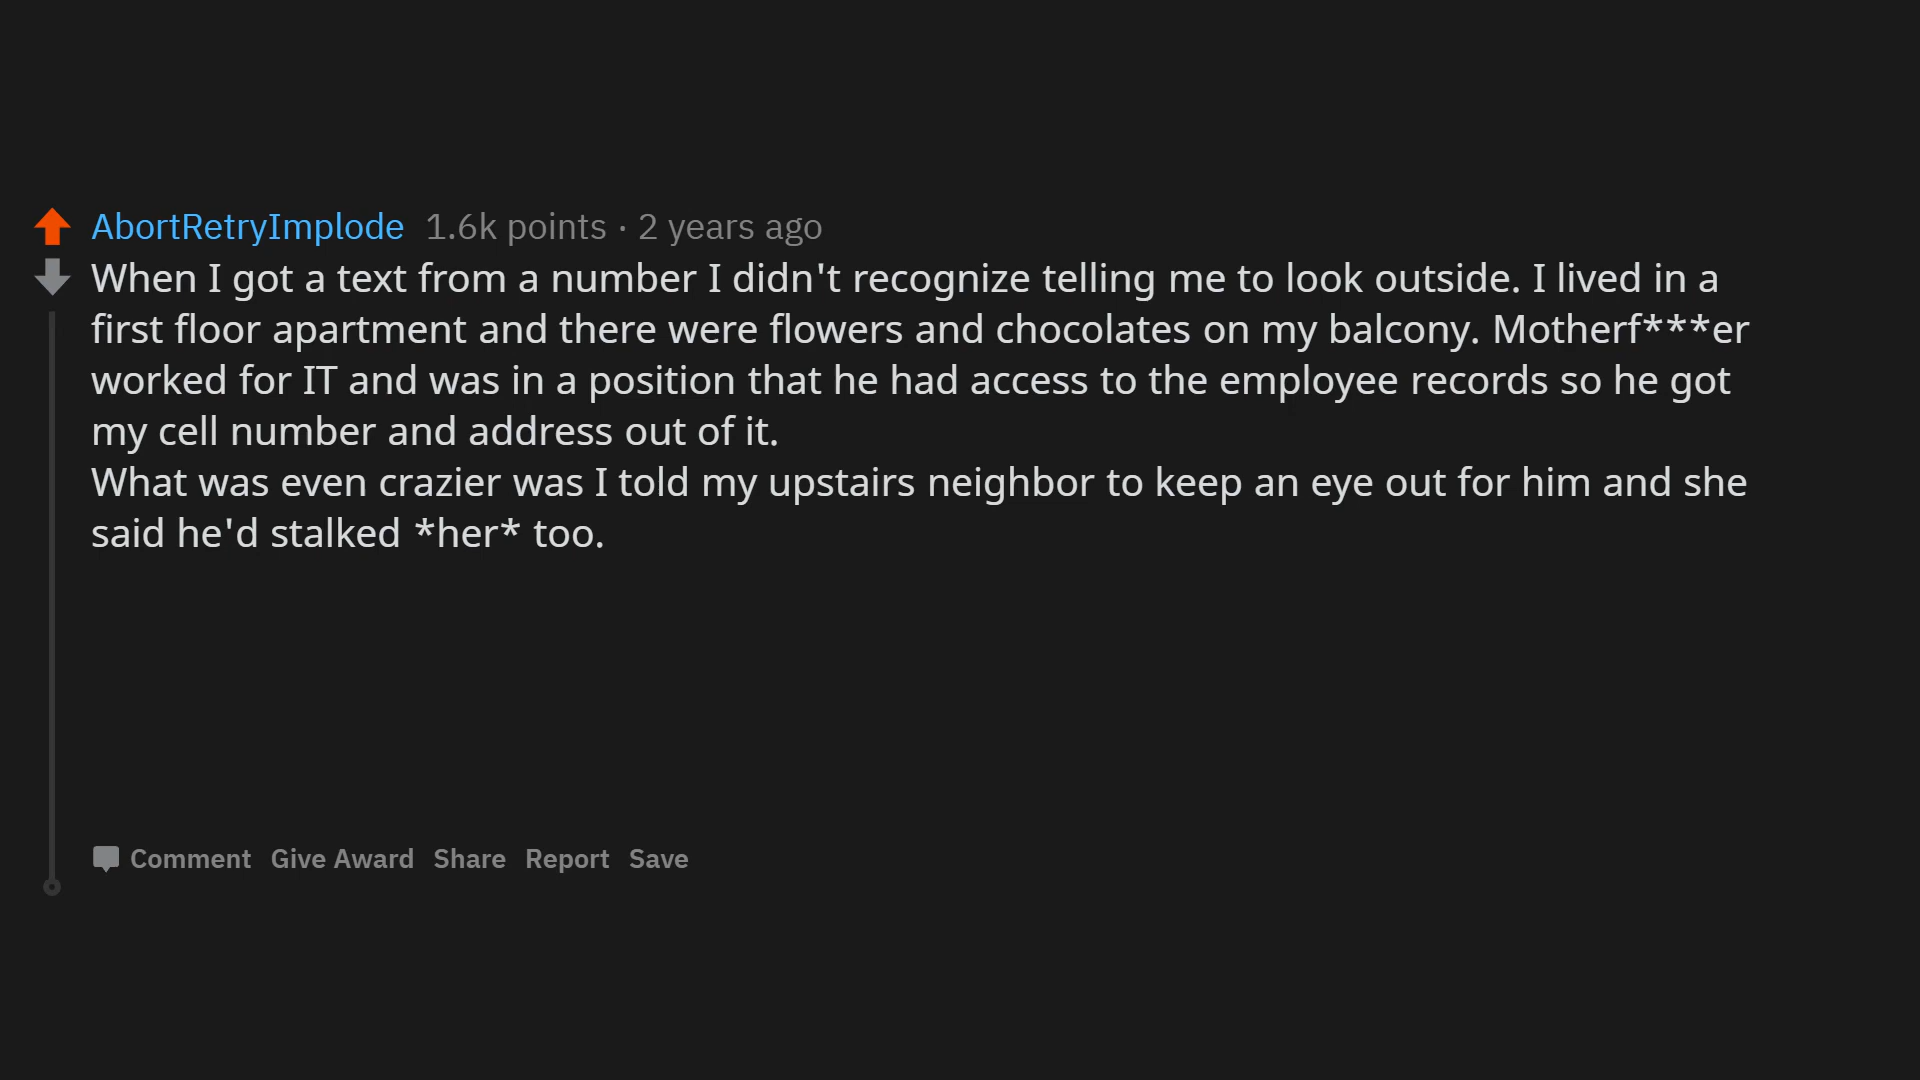 AbortRetryImplode 1.6k points · 2 years ago
When I got a text from a number I didn't recognize telling me to look outside. I lived in a
first floor apartment and there were flowers and chocolates on my balcony. Motherf***er
worked for IT and was in a position that he had access to the employee records so he got
my cell number and address out of it.
What was even crazier was I told my upstairs neighbor to keep an eye out for him and she
said he'd stalked *her* too.
Comment Give Award Share Report Save